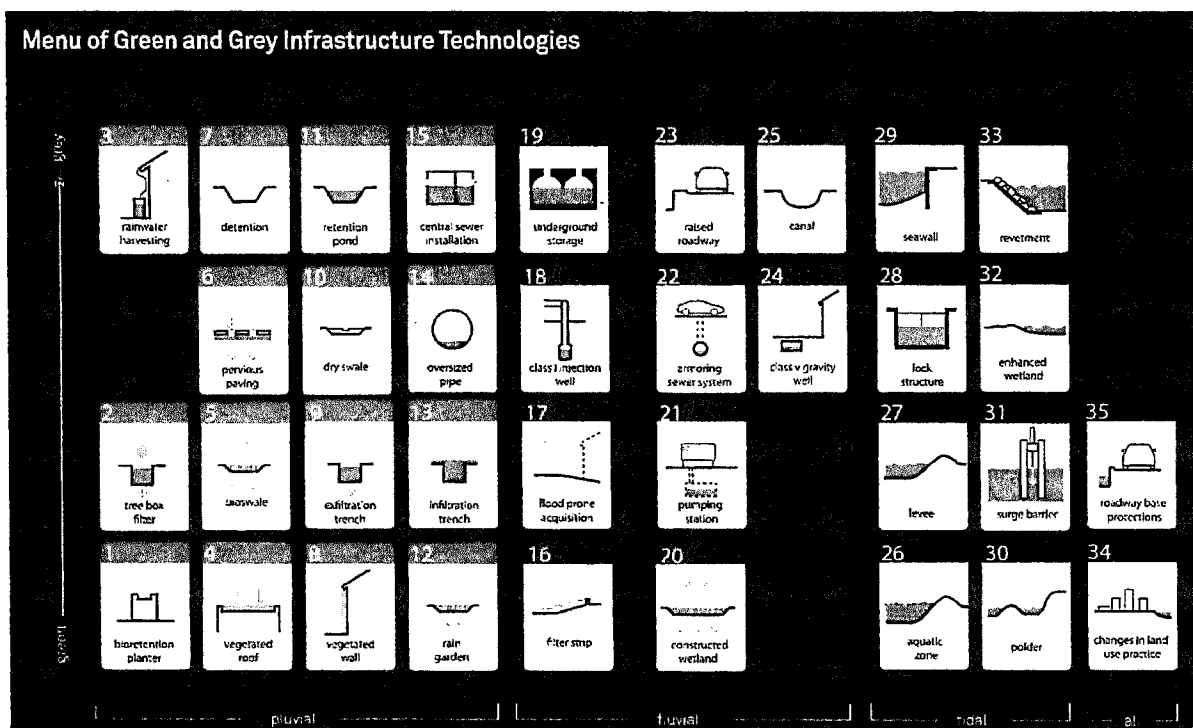 Menu of Green and Grey Infrastructure Technologies
grey
3
7
11
15
19
23
25
29
33
rainwater
harvesting
detention
retention
pond
central sewer
installation
underground
storage
raised
roadway
canal
seawall
revetment
6
10
14
18
22
24
28
32
pervious
paving
dry swale
oversized
pipe
class I injection
well
armoring
sewer system
class v gravity
well
lock
structure
enhanced
wetland
2
5
9
13
17
21
27
31
35
tree box
filter
bioswale
exfiltration
trench
infiltration
trench
flood prone
acquisition
pumping
station
levee
surge barrier
roadway base
protections
1
4
8
12
16
20
26
30
34
bioretention
planter
vegetated
roof
vegetated
wall
rain
garden
filter strip
constructed
wetland
aquatic
zone
polder
changes in land
use practice
green
pluvial
fluvial
tidal
all